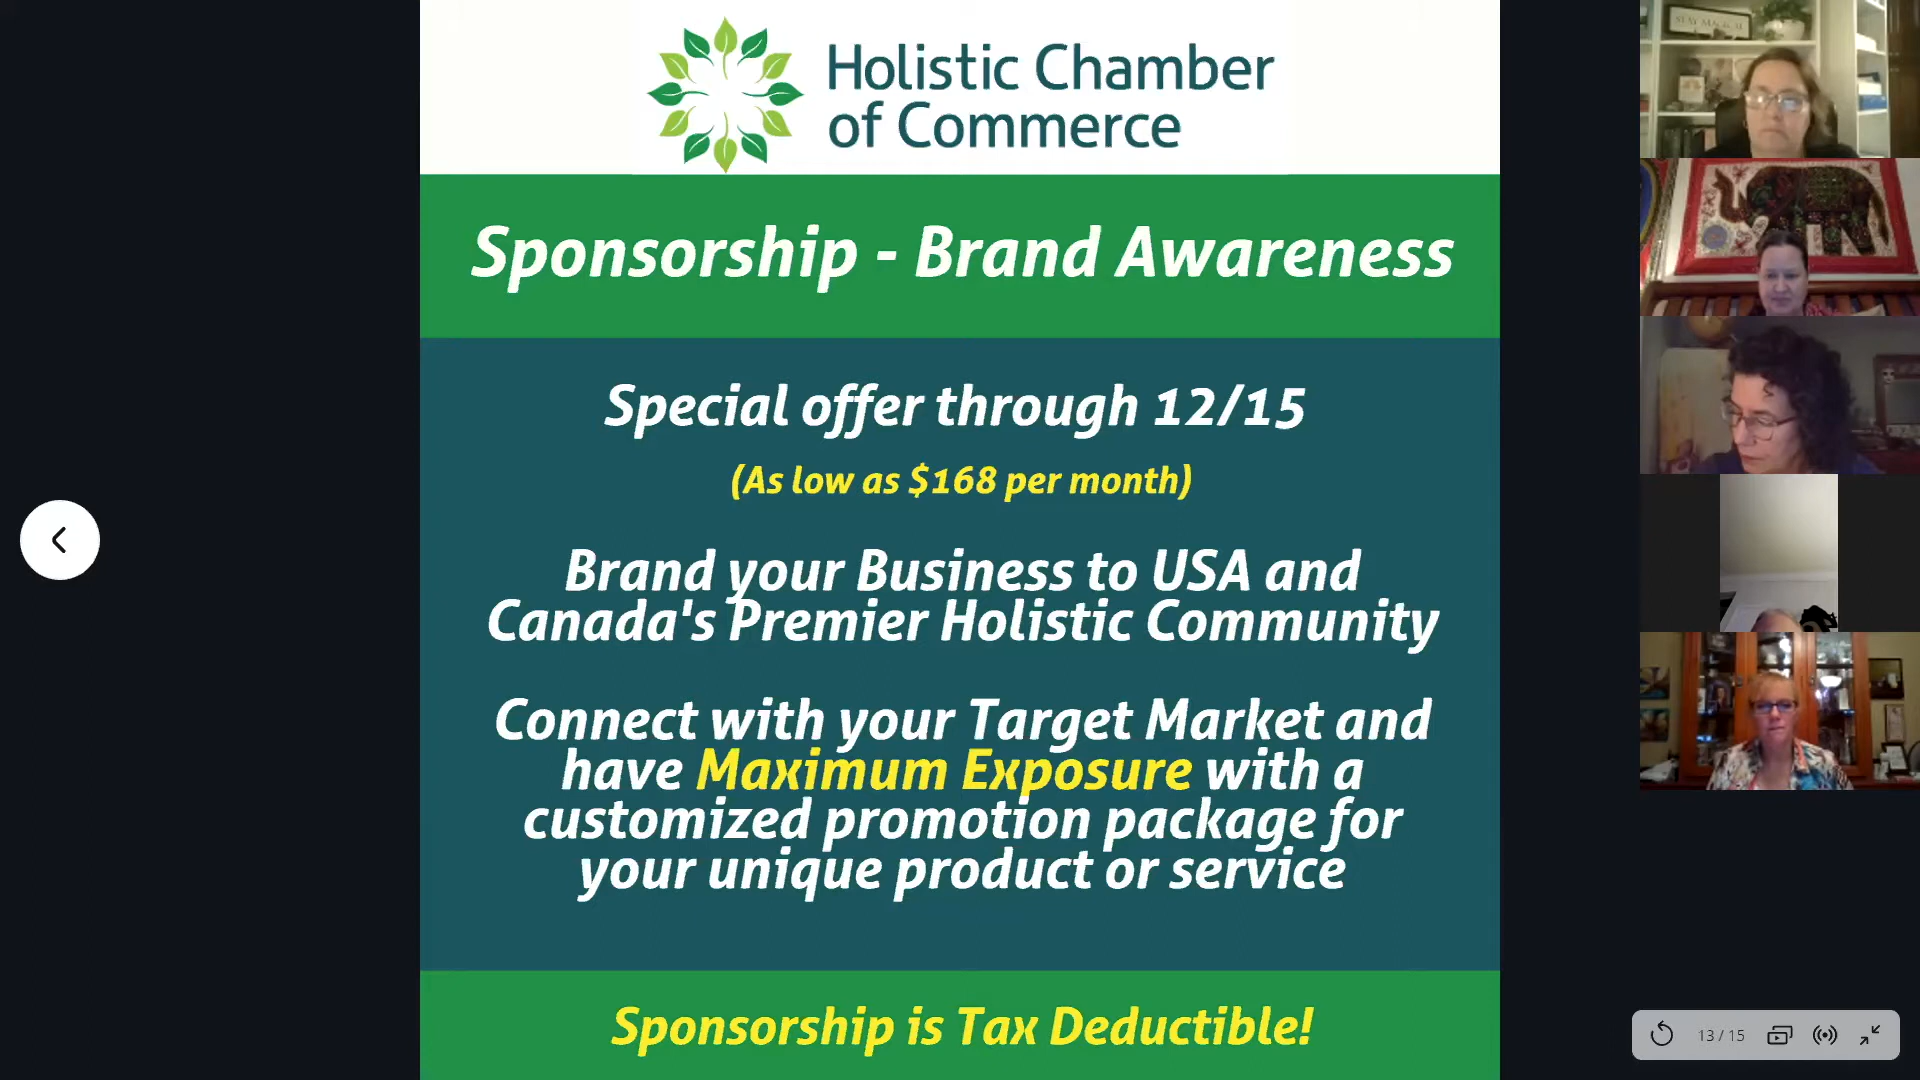 Holistic Chamber
of Commerce
Sponsorship - Brand Awareness
Special offer through 12/15
(As low as $168 per month)
Brand your Business to USA and
Canada's Premier Holistic Community
Connect with your Target Market and
have Maximum Exposure with a
customized promotion package for
your unique product or service
Sponsorship is Tax Deductible!
STAY MAGICAL
13 / 15